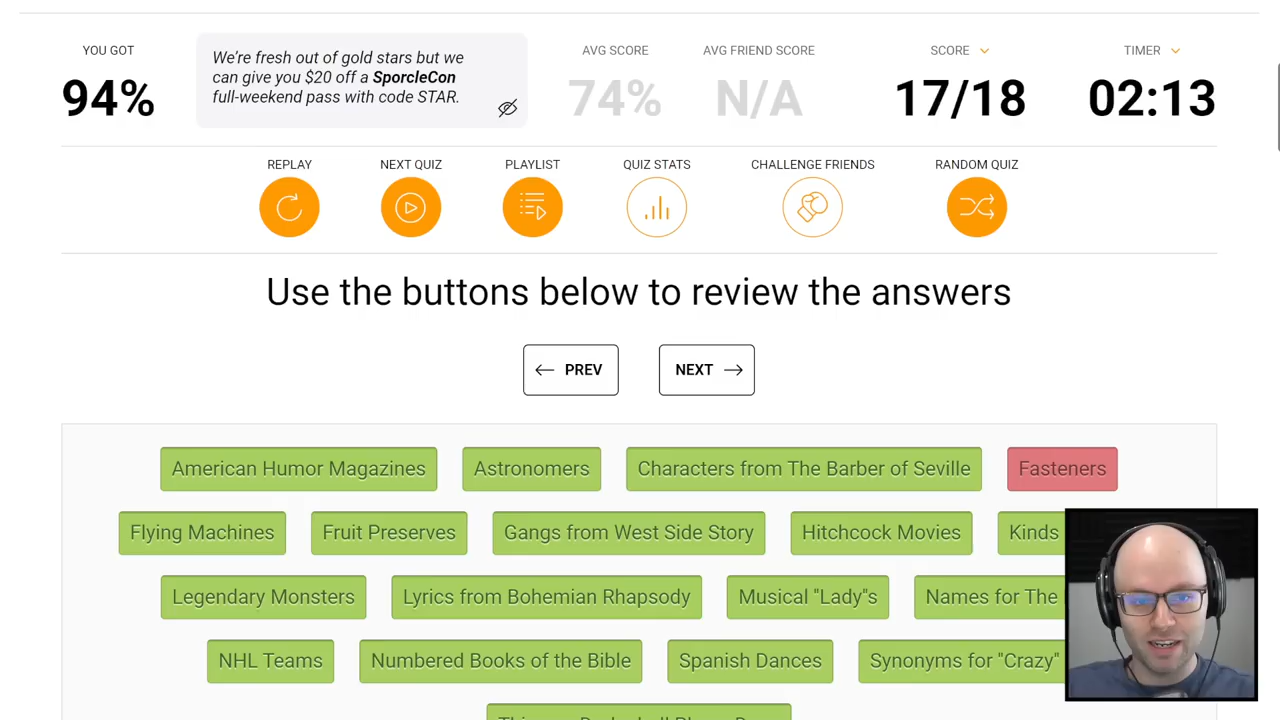 YOU GOT
94%
We're fresh out of gold stars but we
can give you $20 off a SporcleCon
full-weekend pass with code STAR.
AVG SCORE
74%
AVG FRIEND SCORE
N/A
SCORE
17/18
TIMER
02:13
REPLAY
NEXT QUIZ
PLAYLIST
QUIZ STATS
CHALLENGE FRIENDS
RANDOM QUIZ
Use the buttons below to review the answers
PREV
NEXT
American Humor Magazines
Astronomers
Characters from The Barber of Seville
Fasteners
Flying Machines
Fruit Preserves
Gangs from West Side Story
Hitchcock Movies
Kinds
Legendary Monsters
Lyrics from Bohemian Rhapsody
Musical "Lady"s
Names for The
NHL Teams
Numbered Books of the Bible
Spanish Dances
Synonyms for "Crazy"